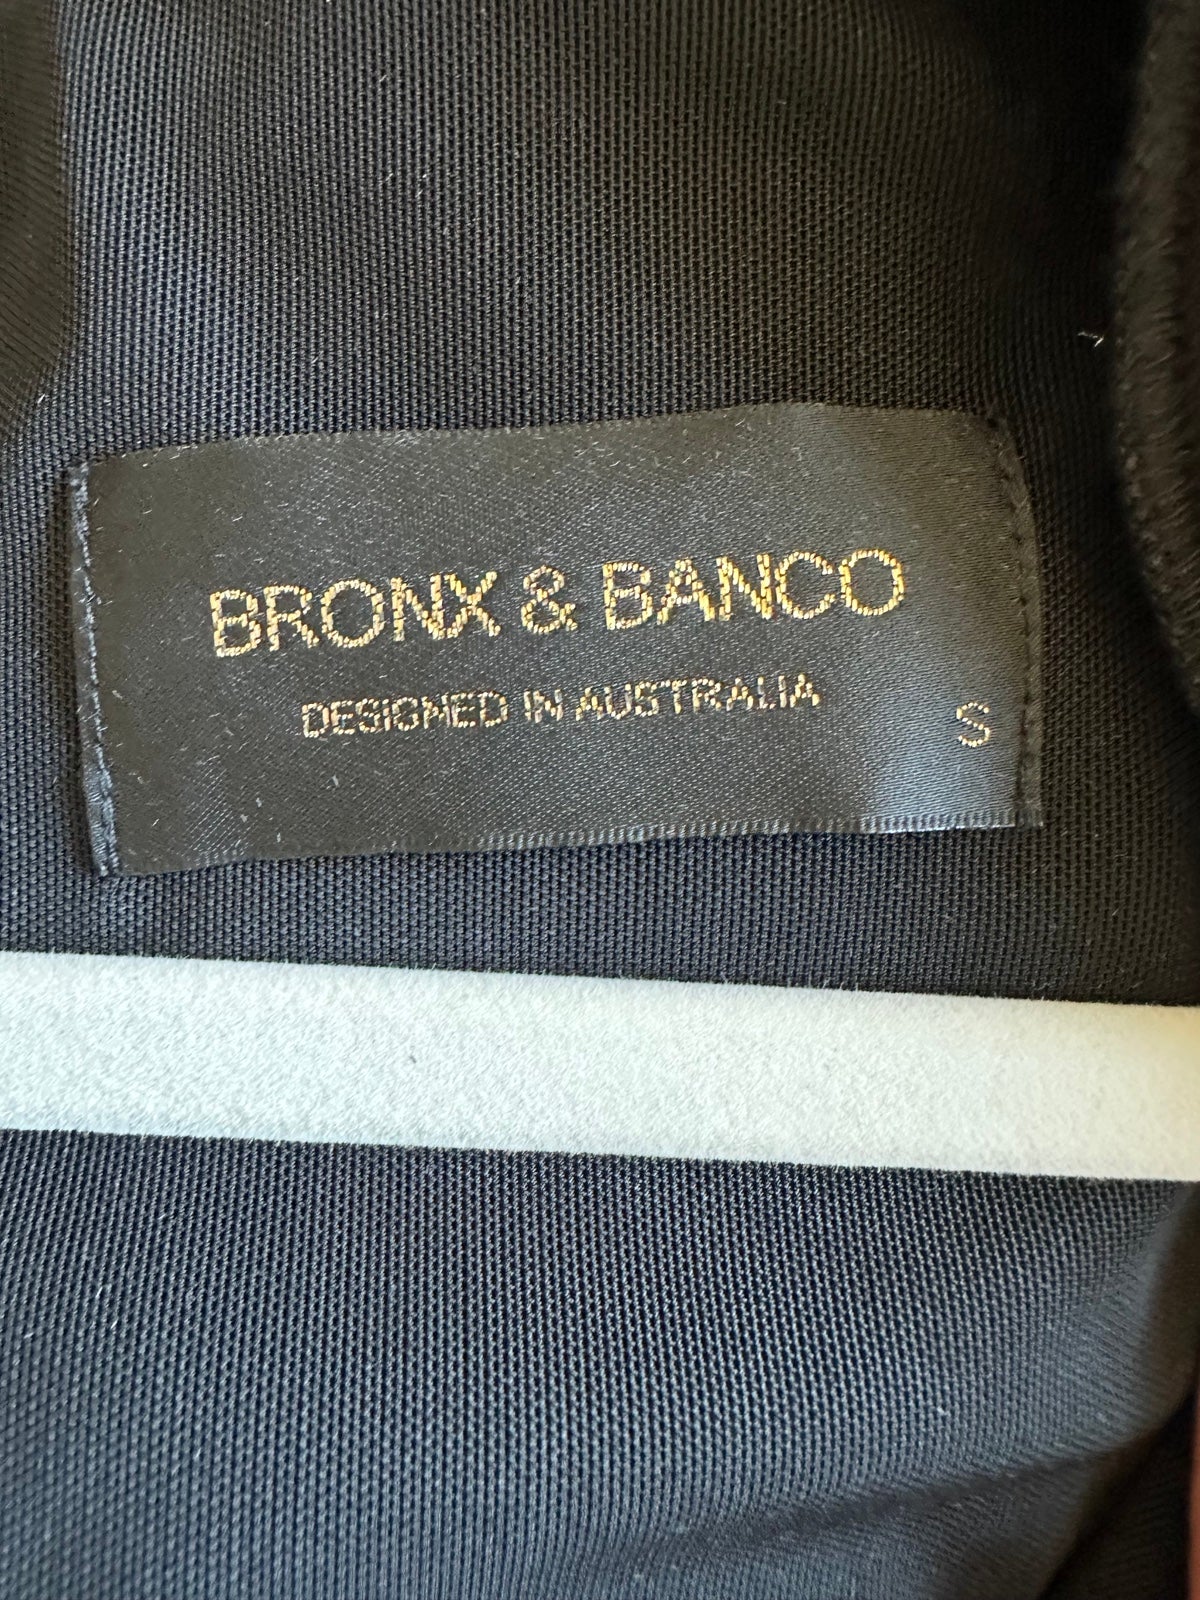 BRONX & BANCO
DESIGNED IN AUSTRALIA
S